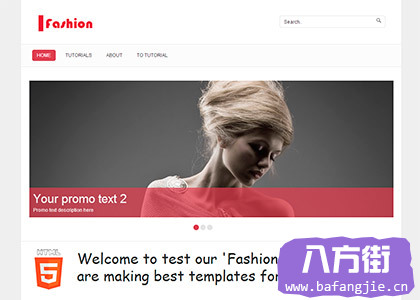 Fashion
Search..
HOME
TUTORIALS
ABOUT
TO TUTORIAL
Your promo text 2
Promo text description here
HTML
5
Welcome to test our 'Fashion
are making best templates for
八方街
www.bafangjie.cn